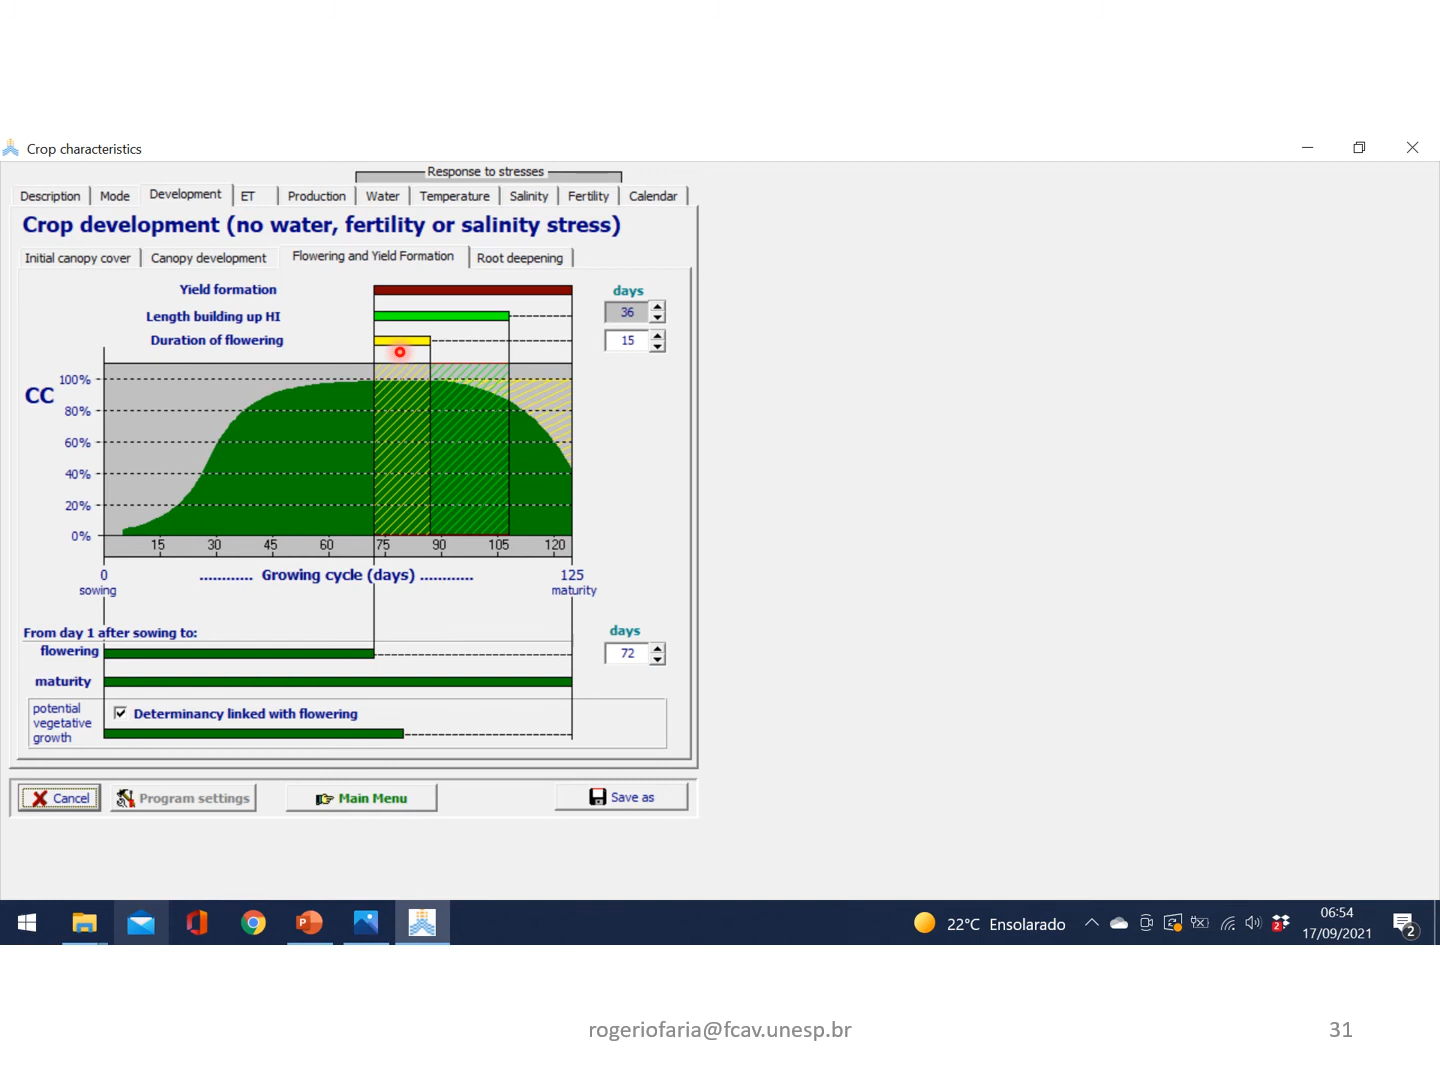 Crop characteristics
Response to stresses
Description Mode Development ET Production Water Temperature Salinity Fertility Calendar
Crop development (no water, fertility or salinity stress)
Initial canopy cover Canopy development Flowering and Yield Formation Root deepening
Yield formation days
Length building up HI 36
Duration of flowering 15
CC
100%
80%
60%
40%
20%
0%
15 30 45 60 75 90 105 120
0 ............ Growing cycle (days) ............ 125
sowing maturity
From day 1 after sowing to: days
flowering 72
maturity
potential
vegetative
growth
Determinancy linked with flowering
Cancel Program settings Main Menu Save as
22°C Ensolarado
06:54
17/09/2021
2
2
rogeriofaria@fcav.unesp.br 31